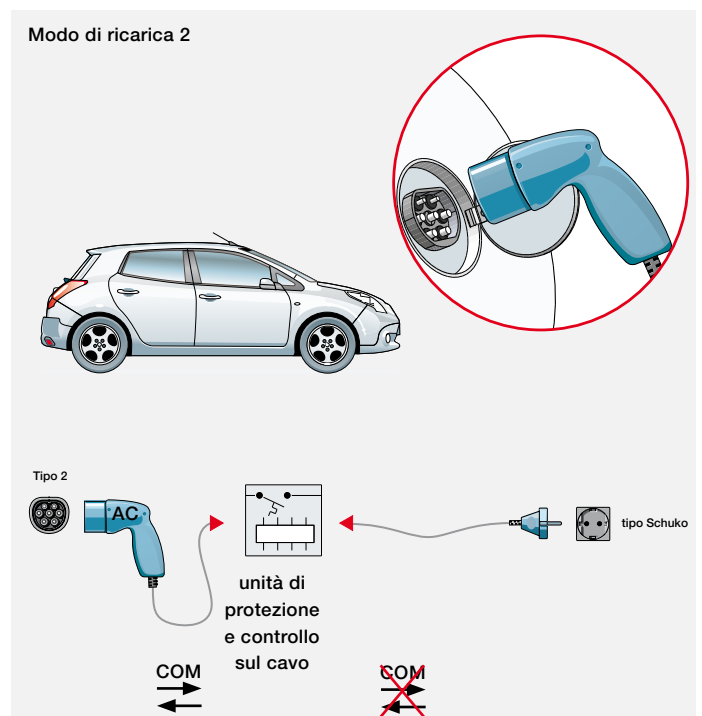 Modo di ricarica 2
Tipo 2
AC
tipo Schuko
unità di
protezione
e controllo
sul cavo
COM
COM